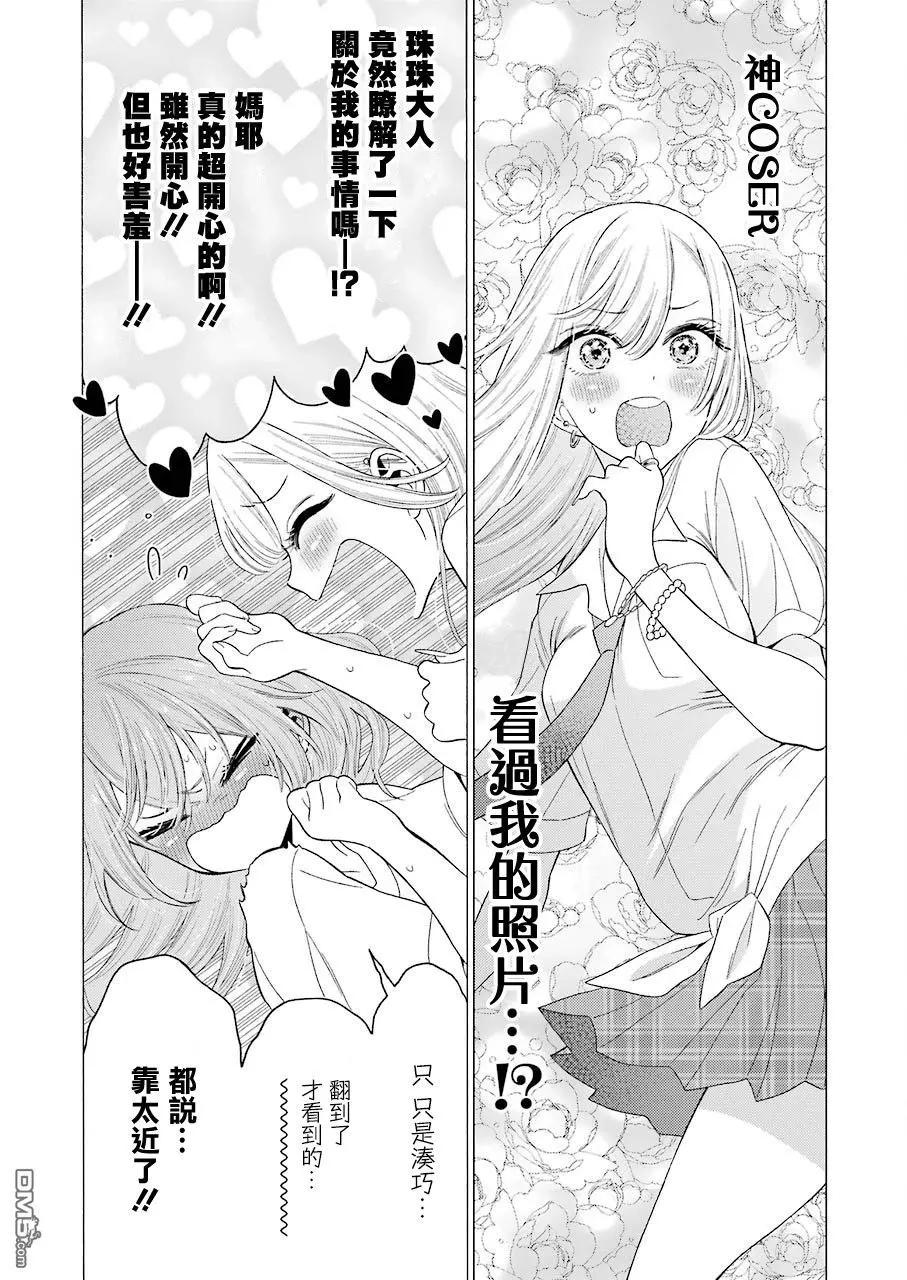 神COSER
看過我的照片…!?
珠珠大人
竟然瞭解了一下
關於我的事情嗎—!?
媽耶
真的超開心的啊!!
雖然開心!!
但也好害羞——!!
只 只是湊巧…
翻到了
才看到的…
都說…
靠太近了!!
DM5.com